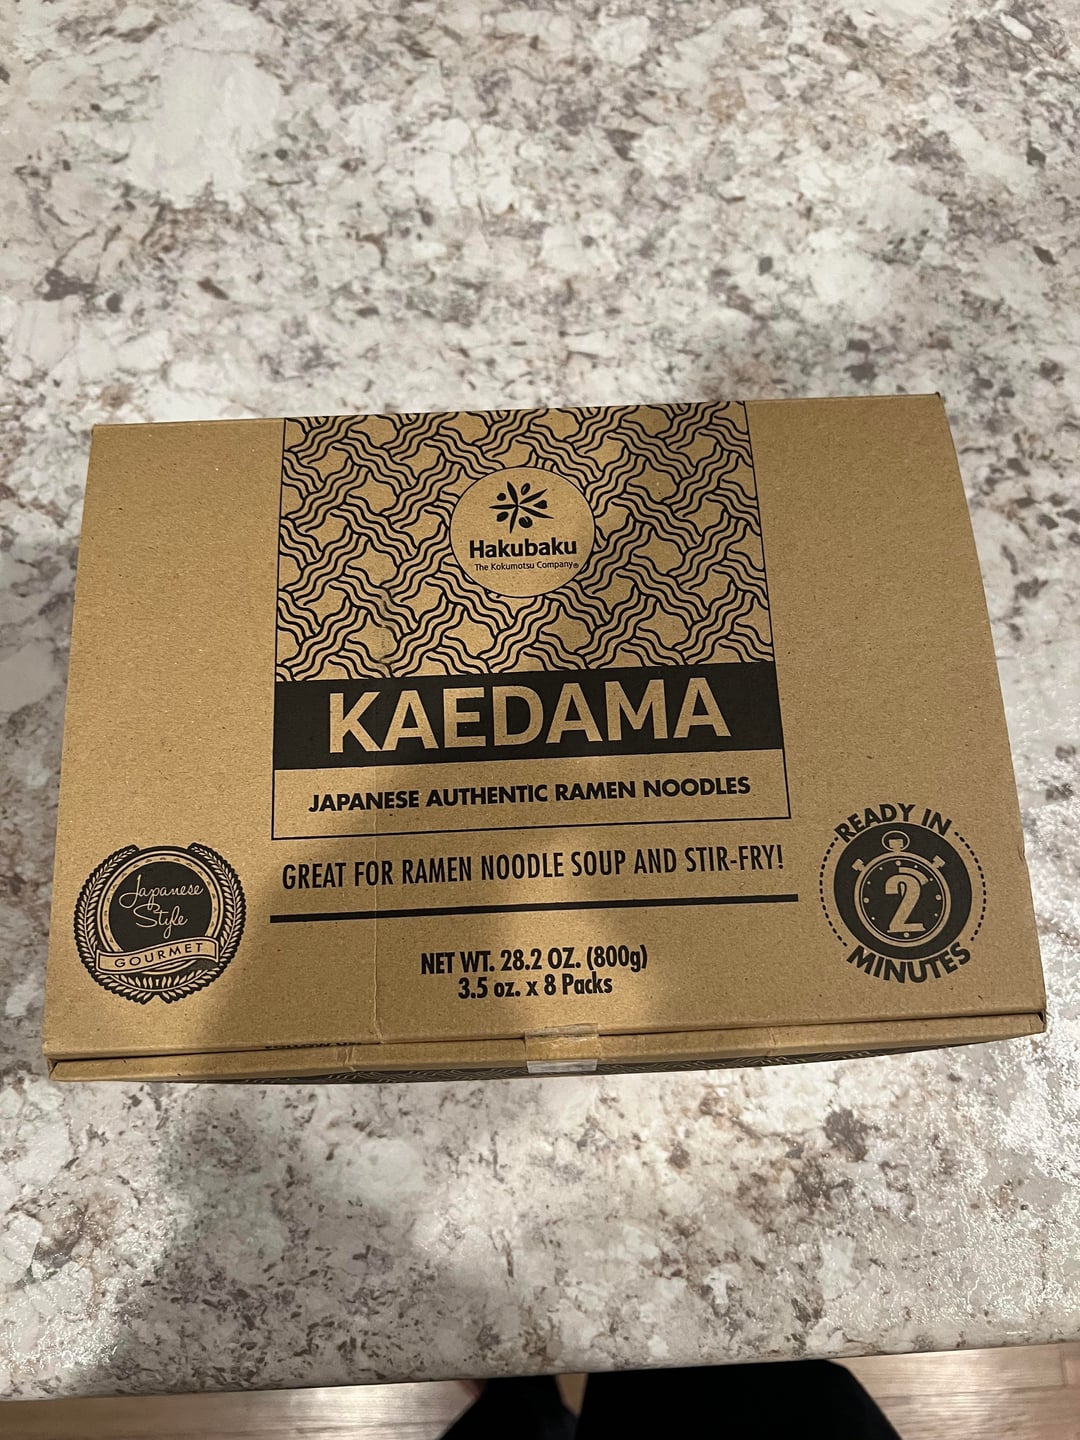 Hakubaku
The Kokumotsu Company®
KAEDAMA
JAPANESE AUTHENTIC RAMEN NOODLES
GREAT FOR RAMEN NOODLE SOUP AND STIR-FRY!
NET WT. 28.2 OZ. (800g)
3.5 oz. x 8 Packs
Japanese
Style
GOURMET
READY IN
2
MINUTES